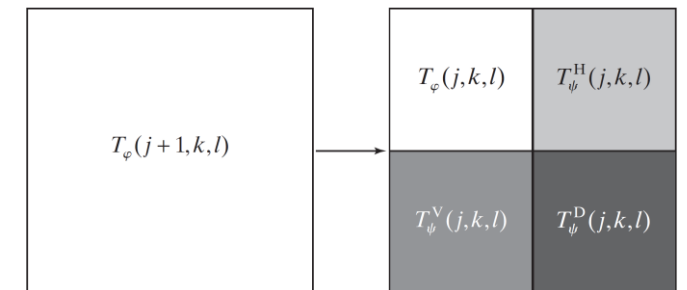 T_φ(j+1,k,l)
T_φ(j,k,l)
T_ψ^H(j,k,l)
T_ψ^V(j,k,l)
T_ψ^D(j,k,l)